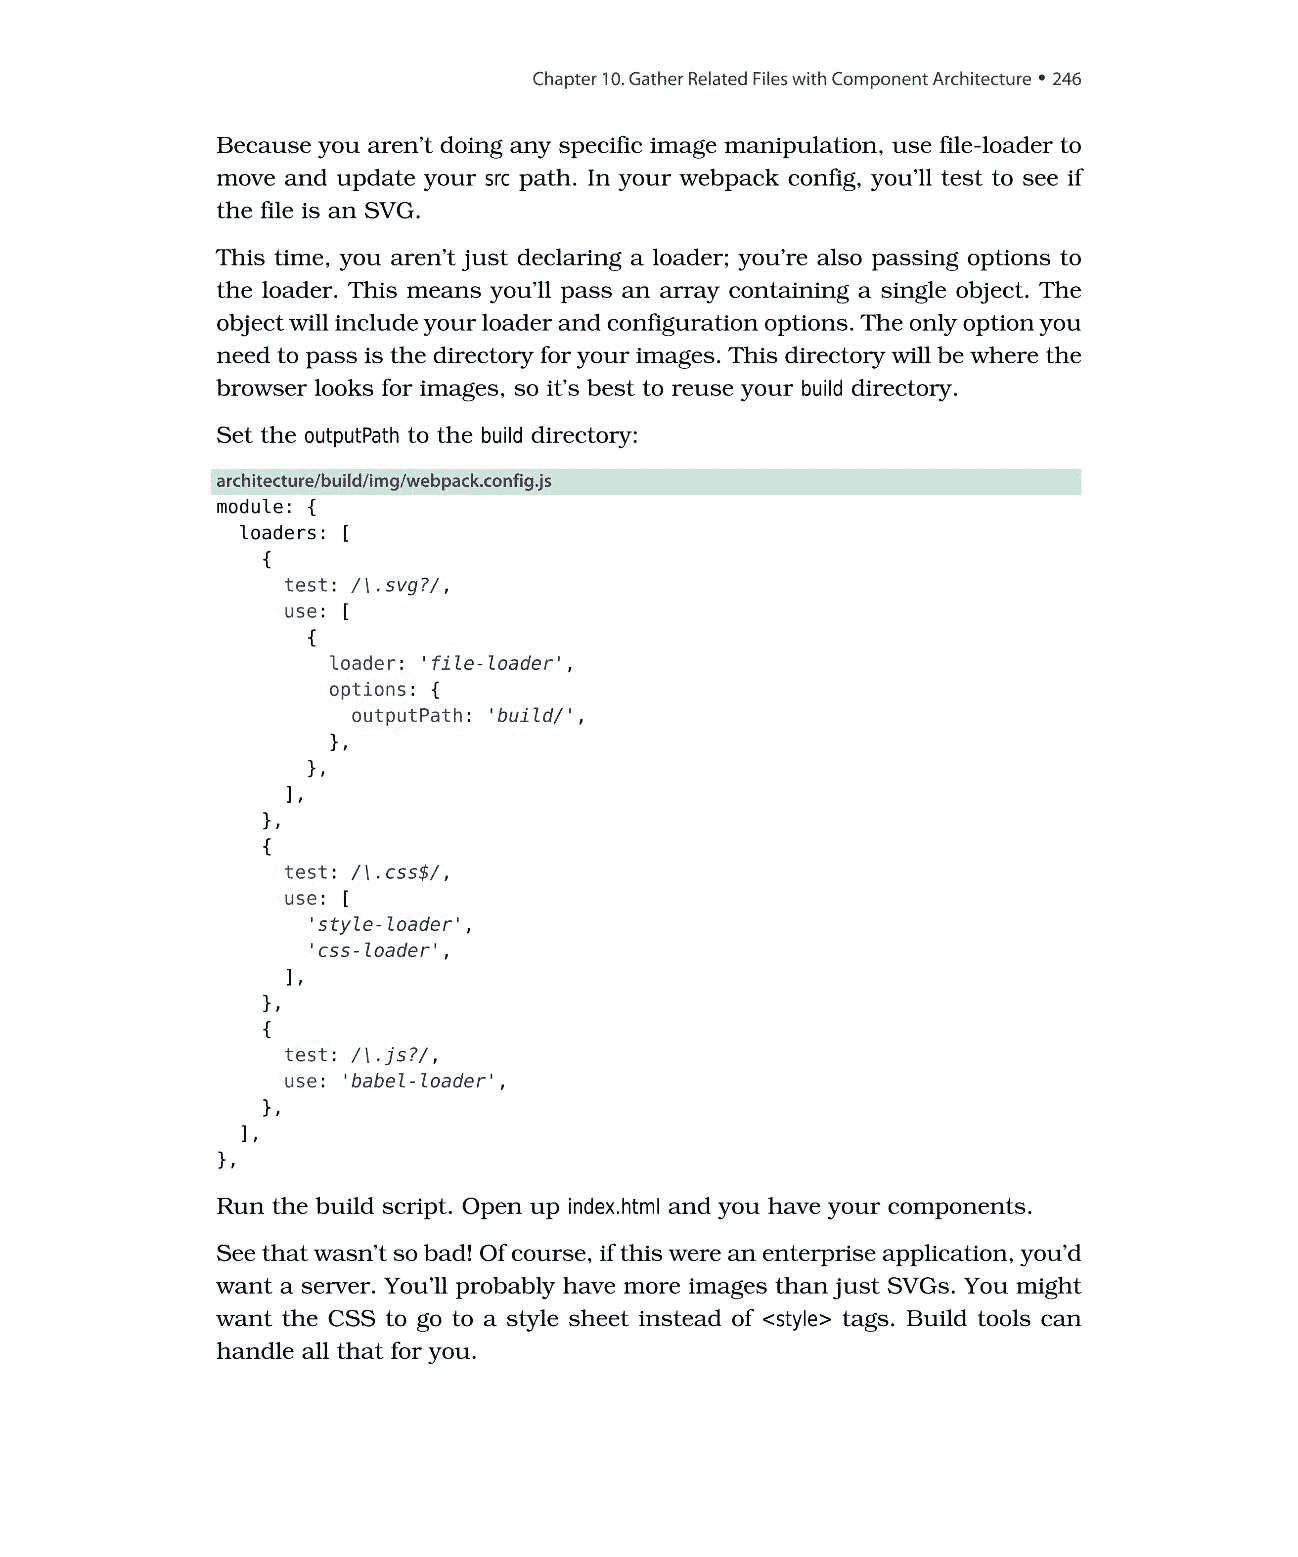 Chapter 10. Gather Related Files with Component Architecture • 246
Because you aren’t doing any specific image manipulation, use file-loader to
move and update your src path. In your webpack config, you’ll test to see if
the file is an SVG.
This time, you aren’t just declaring a loader; you’re also passing options to
the loader. This means you’ll pass an array containing a single object. The
object will include your loader and configuration options. The only option you
need to pass is the directory for your images. This directory will be where the
browser looks for images, so it’s best to reuse your build directory.
Set the outputPath to the build directory:
architecture/build/img/webpack.config.js
module: {
  loaders: [
    {
      test: /\.svg?/,
      use: [
        {
          loader: 'file-loader',
          options: {
            outputPath: 'build/',
          },
        },
      ],
    },
    {
      test: /\.css$/,
      use: [
        'style-loader',
        'css-loader',
      ],
    },
    {
      test: /\.js?/,
      use: 'babel-loader',
    },
  ],
},
Run the build script. Open up index.html and you have your components.
See that wasn’t so bad! Of course, if this were an enterprise application, you’d
want a server. You’ll probably have more images than just SVGs. You might
want the CSS to go to a style sheet instead of <style> tags. Build tools can
handle all that for you.